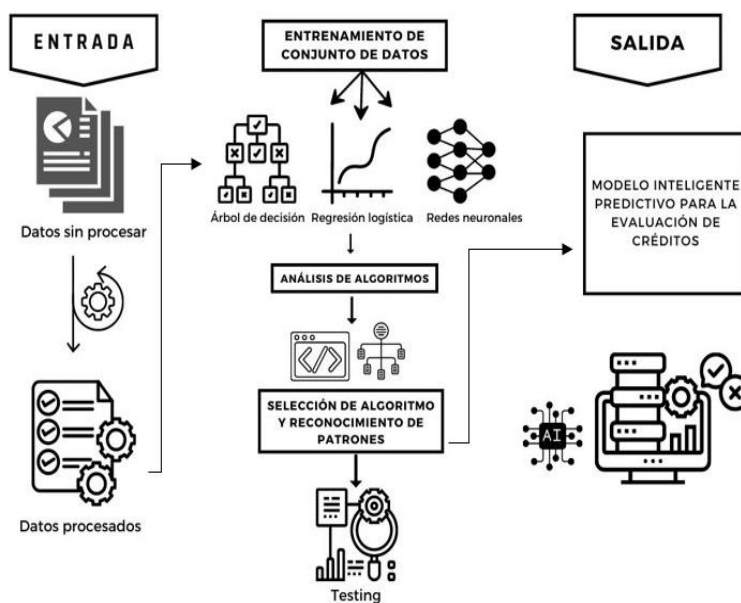 ENTRADA
Datos sin procesar
Datos procesados
ENTRENAMIENTO DE
CONJUNTO DE DATOS
Árbol de decisión
Regresión logística
Redes neuronales
ANÁLISIS DE ALGORITMOS
</>
SELECCIÓN DE ALGORITMO
Y RECONOCIMIENTO DE
PATRONES
Testing
SALIDA
MODELO INTELIGENTE
PREDICTIVO PARA LA
EVALUACIÓN DE
CRÉDITOS
AI